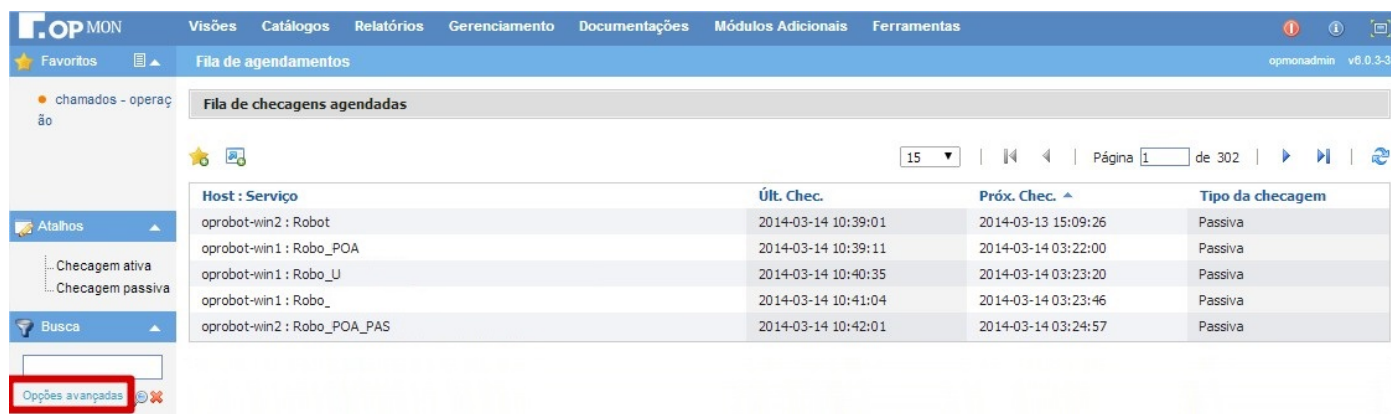 OPMON
Visões Catálogos Relatórios Gerenciamento Documentações Módulos Adicionais Ferramentas
Favoritos
Fila de agendamentos
opmonadmin v6.0.3-3
chamados - operaç
ão
Fila de checagens agendadas
15 | | Página 1 de 302 | |
Host : Serviço Últ. Chec. Próx. Chec. Tipo da checagem
oprobot-win2 : Robot 2014-03-14 10:39:01 2014-03-13 15:09:26 Passiva
oprobot-win1 : Robo_POA 2014-03-14 10:39:11 2014-03-14 03:22:00 Passiva
oprobot-win1 : Robo_U 2014-03-14 10:40:35 2014-03-14 03:23:20 Passiva
oprobot-win1 : Robo_ 2014-03-14 10:41:04 2014-03-14 03:23:46 Passiva
oprobot-win2 : Robo_POA_PAS 2014-03-14 10:42:01 2014-03-14 03:24:57 Passiva
Atalhos
Checagem ativa
Checagem passiva
Busca
Opções avançadas